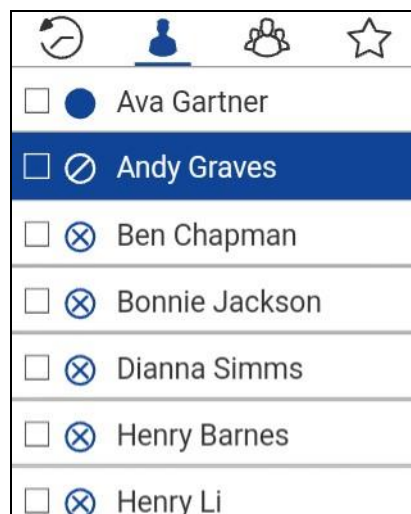 Ava Gartner
Andy Graves
Ben Chapman
Bonnie Jackson
Dianna Simms
Henry Barnes
Henry Li